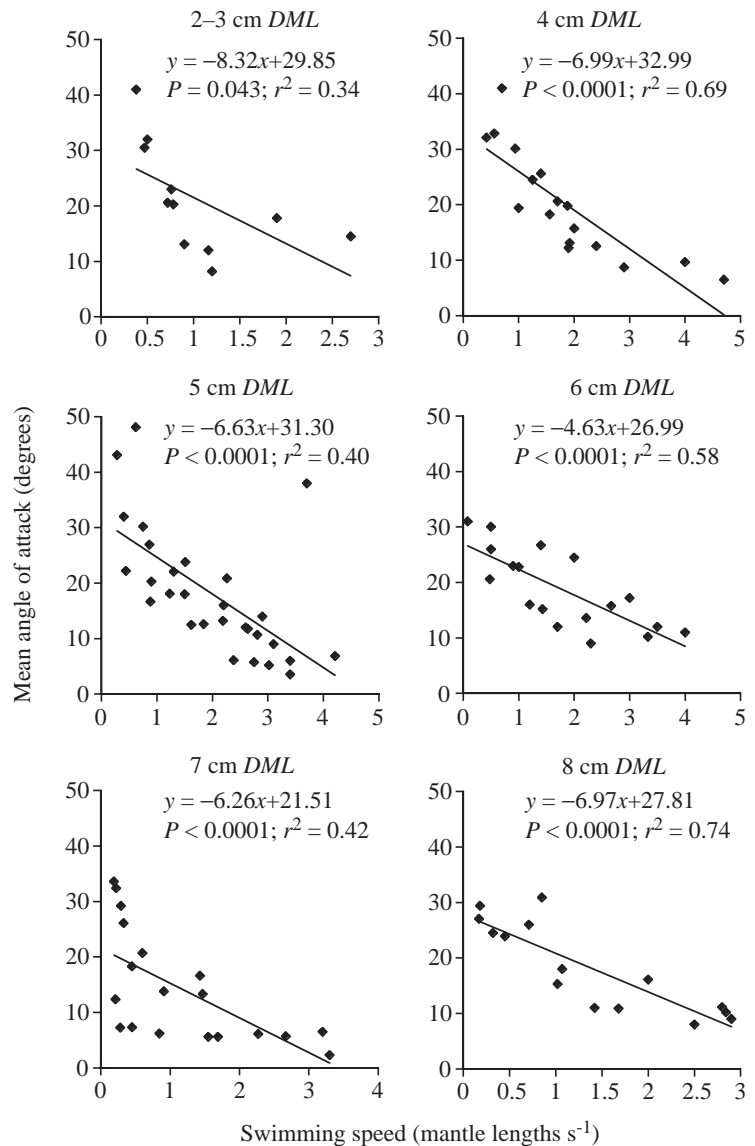 2–3 cm DML
y = –8.32x+29.85
P = 0.043; r² = 0.34
50
40
30
20
10
0
0 0.5 1 1.5 2 2.5 3
4 cm DML
y = –6.99x+32.99
P < 0.0001; r² = 0.69
50
40
30
20
10
0
0 1 2 3 4 5
5 cm DML
y = –6.63x+31.30
P < 0.0001; r² = 0.40
50
40
30
20
10
0
0 1 2 3 4 5
6 cm DML
y = –4.63x+26.99
P < 0.0001; r² = 0.58
50
40
30
20
10
0
0 1 2 3 4 5
7 cm DML
y = –6.26x+21.51
P < 0.0001; r² = 0.42
50
40
30
20
10
0
0 1 2 3 4
8 cm DML
y = –6.97x+27.81
P < 0.0001; r² = 0.74
50
40
30
20
10
0
0 0.5 1 1.5 2 2.5 3
Mean angle of attack (degrees)
Swimming speed (mantle lengths s⁻¹)